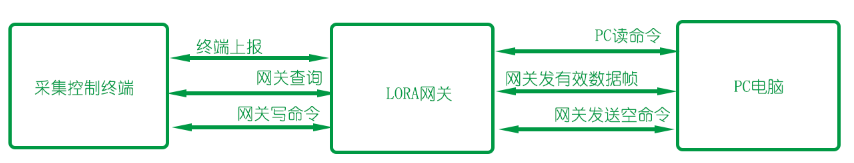 采集控制终端
终端上报
网关查询
网关写命令
LORA网关
PC读命令
网关发有效数据帧
网关发送空命令
PC电脑